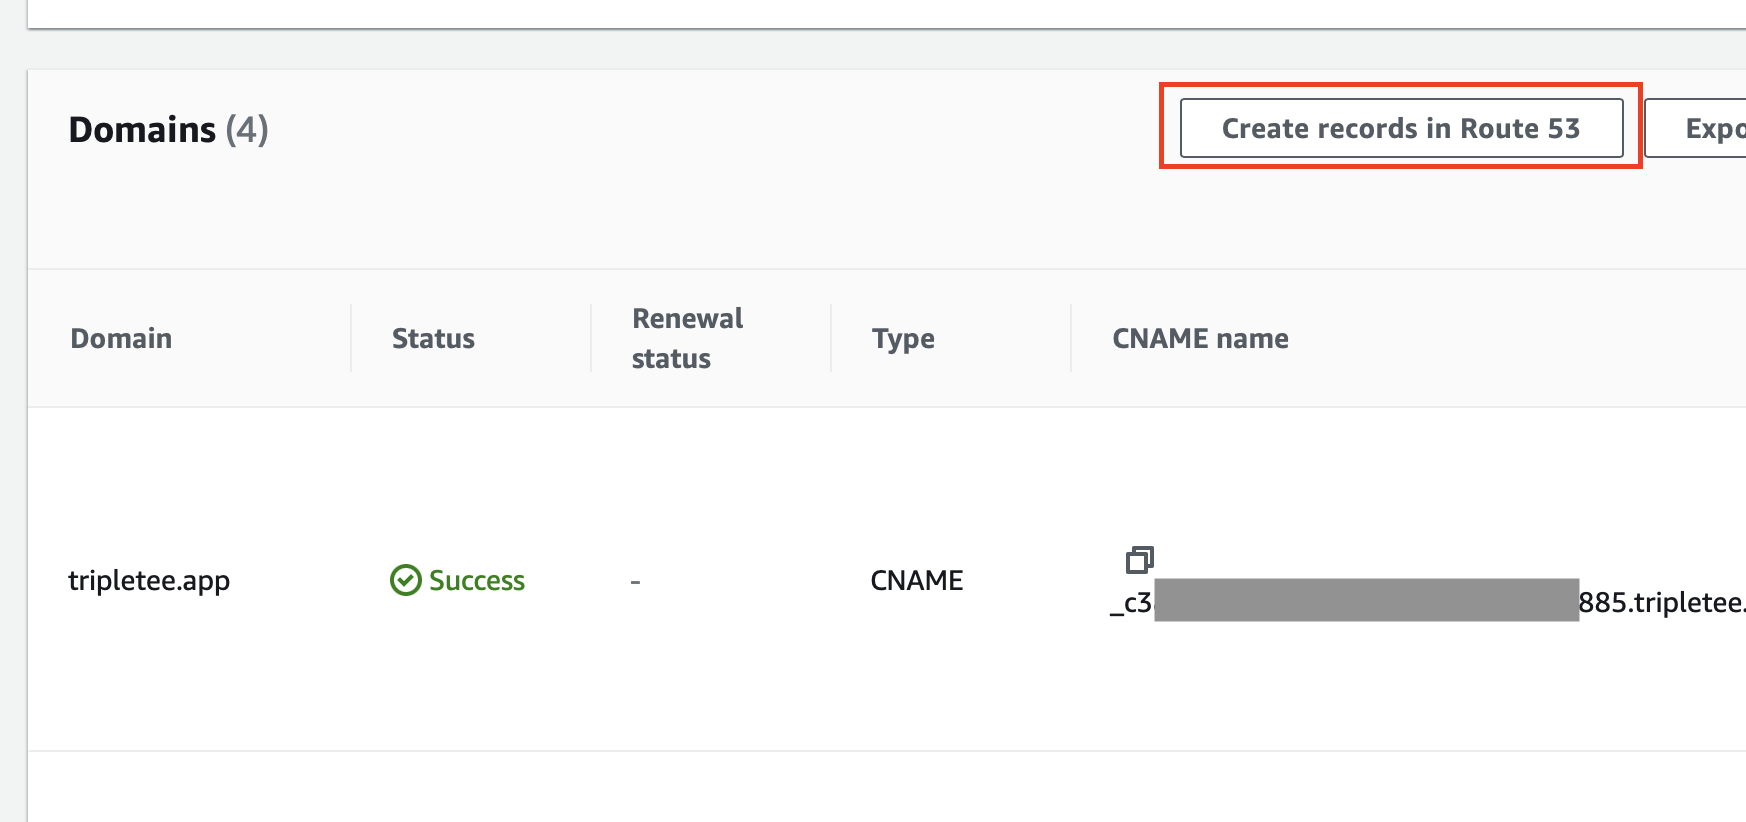 Domains (4)
Create records in Route 53
Expo
Domain
Status
Renewal
status
Type
CNAME name
tripletee.app
Success
-
CNAME
_c3
885.tripletee.